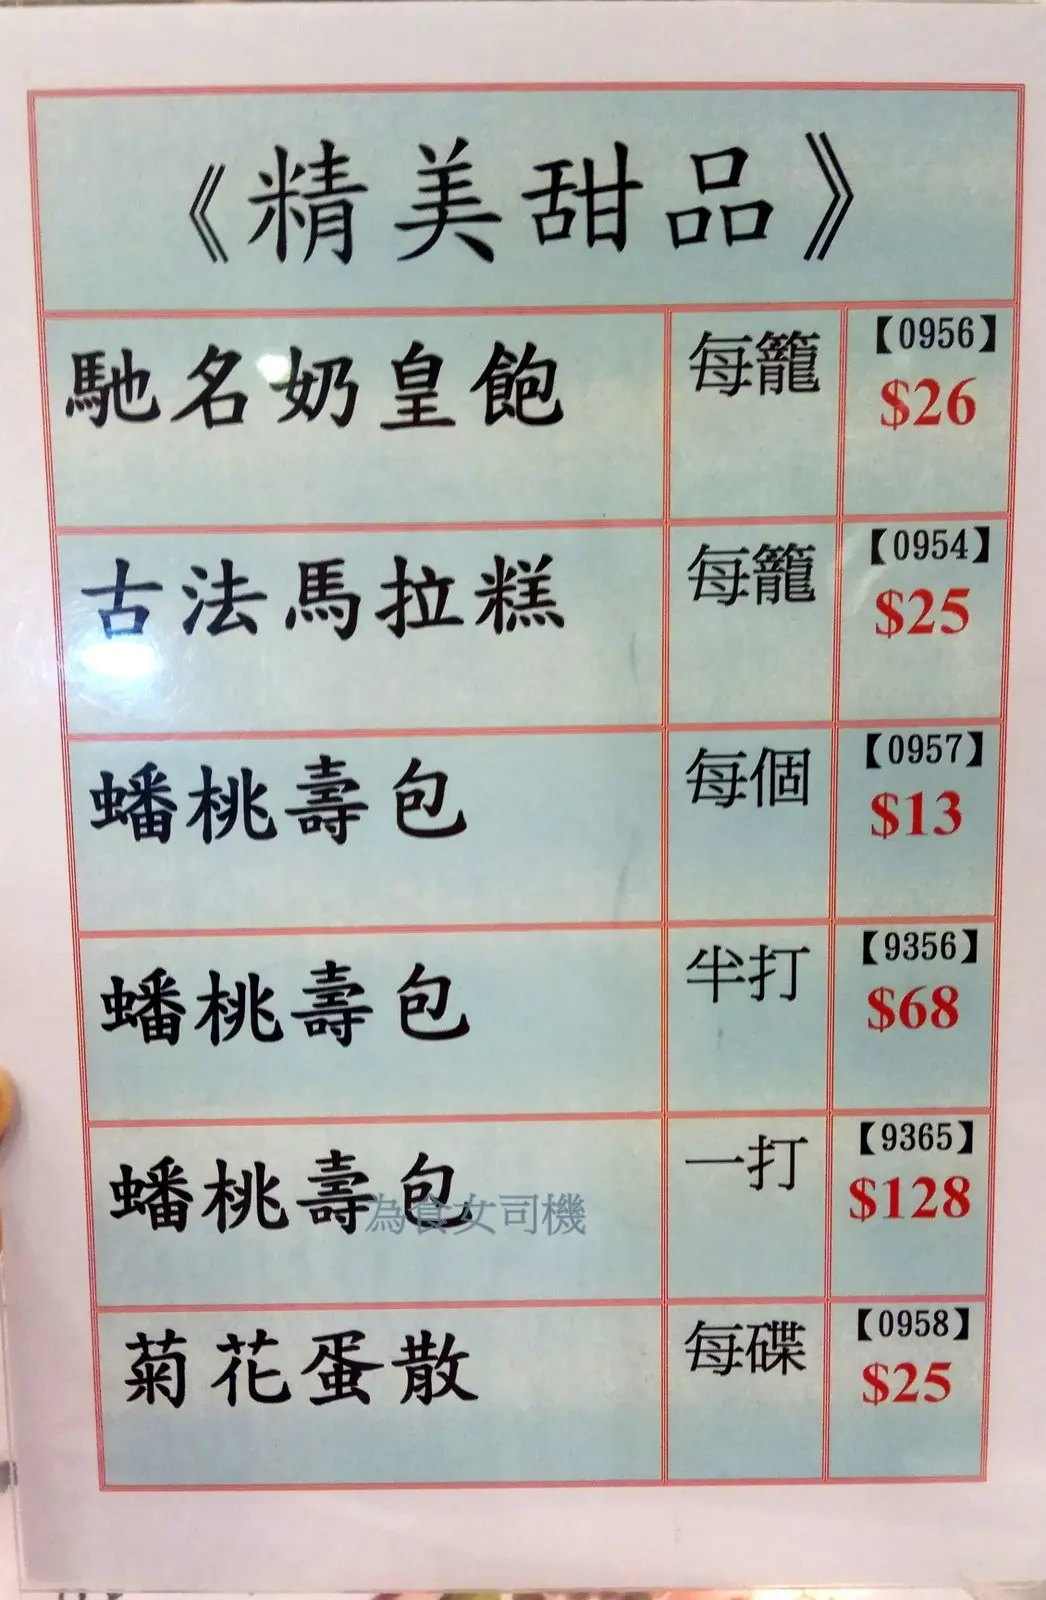 《精美甜品》
馳名奶皇飽 每籠 【0956】
$26
古法馬拉糕 每籠 【0954】
$25
蟠桃壽包 每個 【0957】
$13
蟠桃壽包 半打 【9356】
$68
蟠桃壽包 一打 【9365】
$128
為食女司機
菊花蛋散 每碟 【0958】
$25